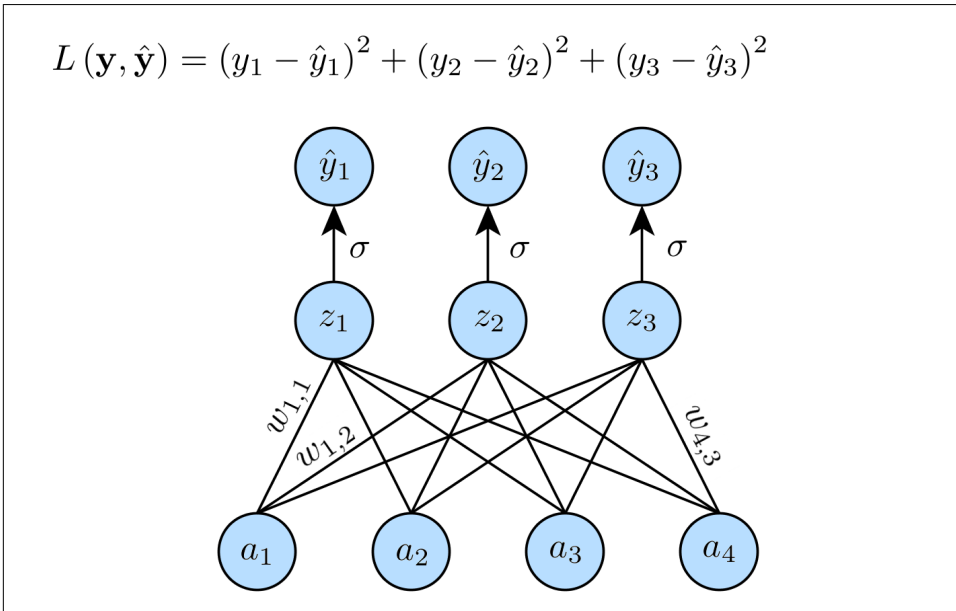 L (y, ŷ) = (y₁ − ŷ₁)² + (y₂ − ŷ₂)² + (y₃ − ŷ₃)²
ŷ₁ ŷ₂ ŷ₃
σ σ σ
z₁ z₂ z₃
w₁,₁ w₁,₂ w₄,₃
a₁ a₂ a₃ a₄